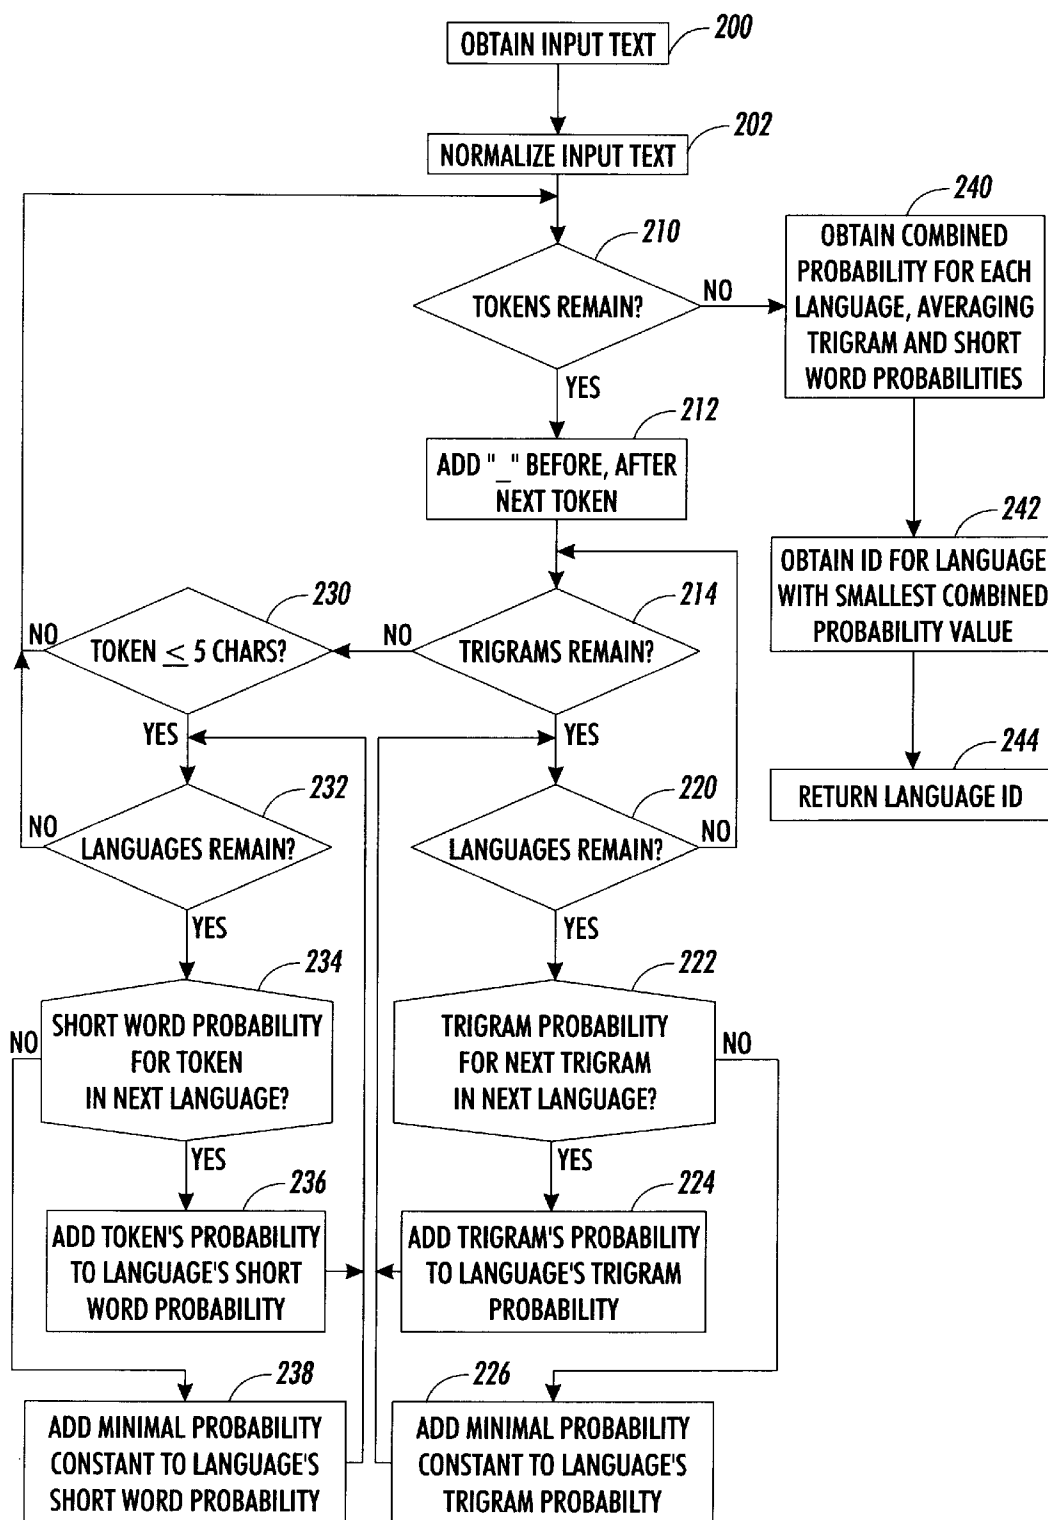 200
OBTAIN INPUT TEXT
202
NORMALIZE INPUT TEXT
210
TOKENS REMAIN?
NO
YES
240
OBTAIN COMBINED
PROBABILITY FOR EACH
LANGUAGE, AVERAGING
TRIGRAM AND SHORT
WORD PROBABILITIES
212
ADD "_" BEFORE, AFTER
NEXT TOKEN
242
OBTAIN ID FOR LANGUAGE
WITH SMALLEST COMBINED
PROBABILITY VALUE
230
NO
TOKEN ≤ 5 CHARS?
YES
214
NO
TRIGRAMS REMAIN?
YES
244
RETURN LANGUAGE ID
232
NO
LANGUAGES REMAIN?
YES
220
LANGUAGES REMAIN?
NO
YES
234
NO
SHORT WORD PROBABILITY
FOR TOKEN
IN NEXT LANGUAGE?
YES
222
TRIGRAM PROBABILITY
FOR NEXT TRIGRAM
IN NEXT LANGUAGE?
NO
YES
236
ADD TOKEN'S PROBABILITY
TO LANGUAGE'S SHORT
WORD PROBABILITY
224
ADD TRIGRAM'S PROBABILITY
TO LANGUAGE'S TRIGRAM
PROBABILITY
238
ADD MINIMAL PROBABILITY
CONSTANT TO LANGUAGE'S
SHORT WORD PROBABILITY
226
ADD MINIMAL PROBABILITY
CONSTANT TO LANGUAGE'S
TRIGRAM PROBABILTY